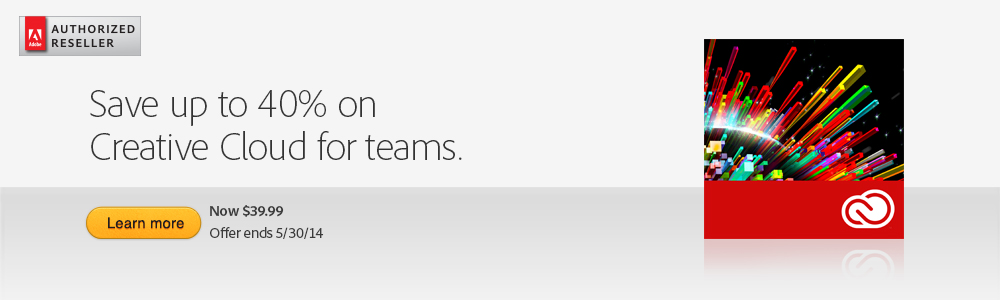 Adobe
AUTHORIZED
RESELLER
Save up to 40% on
Creative Cloud for teams.
Learn more
Now $39.99
Offer ends 5/30/14